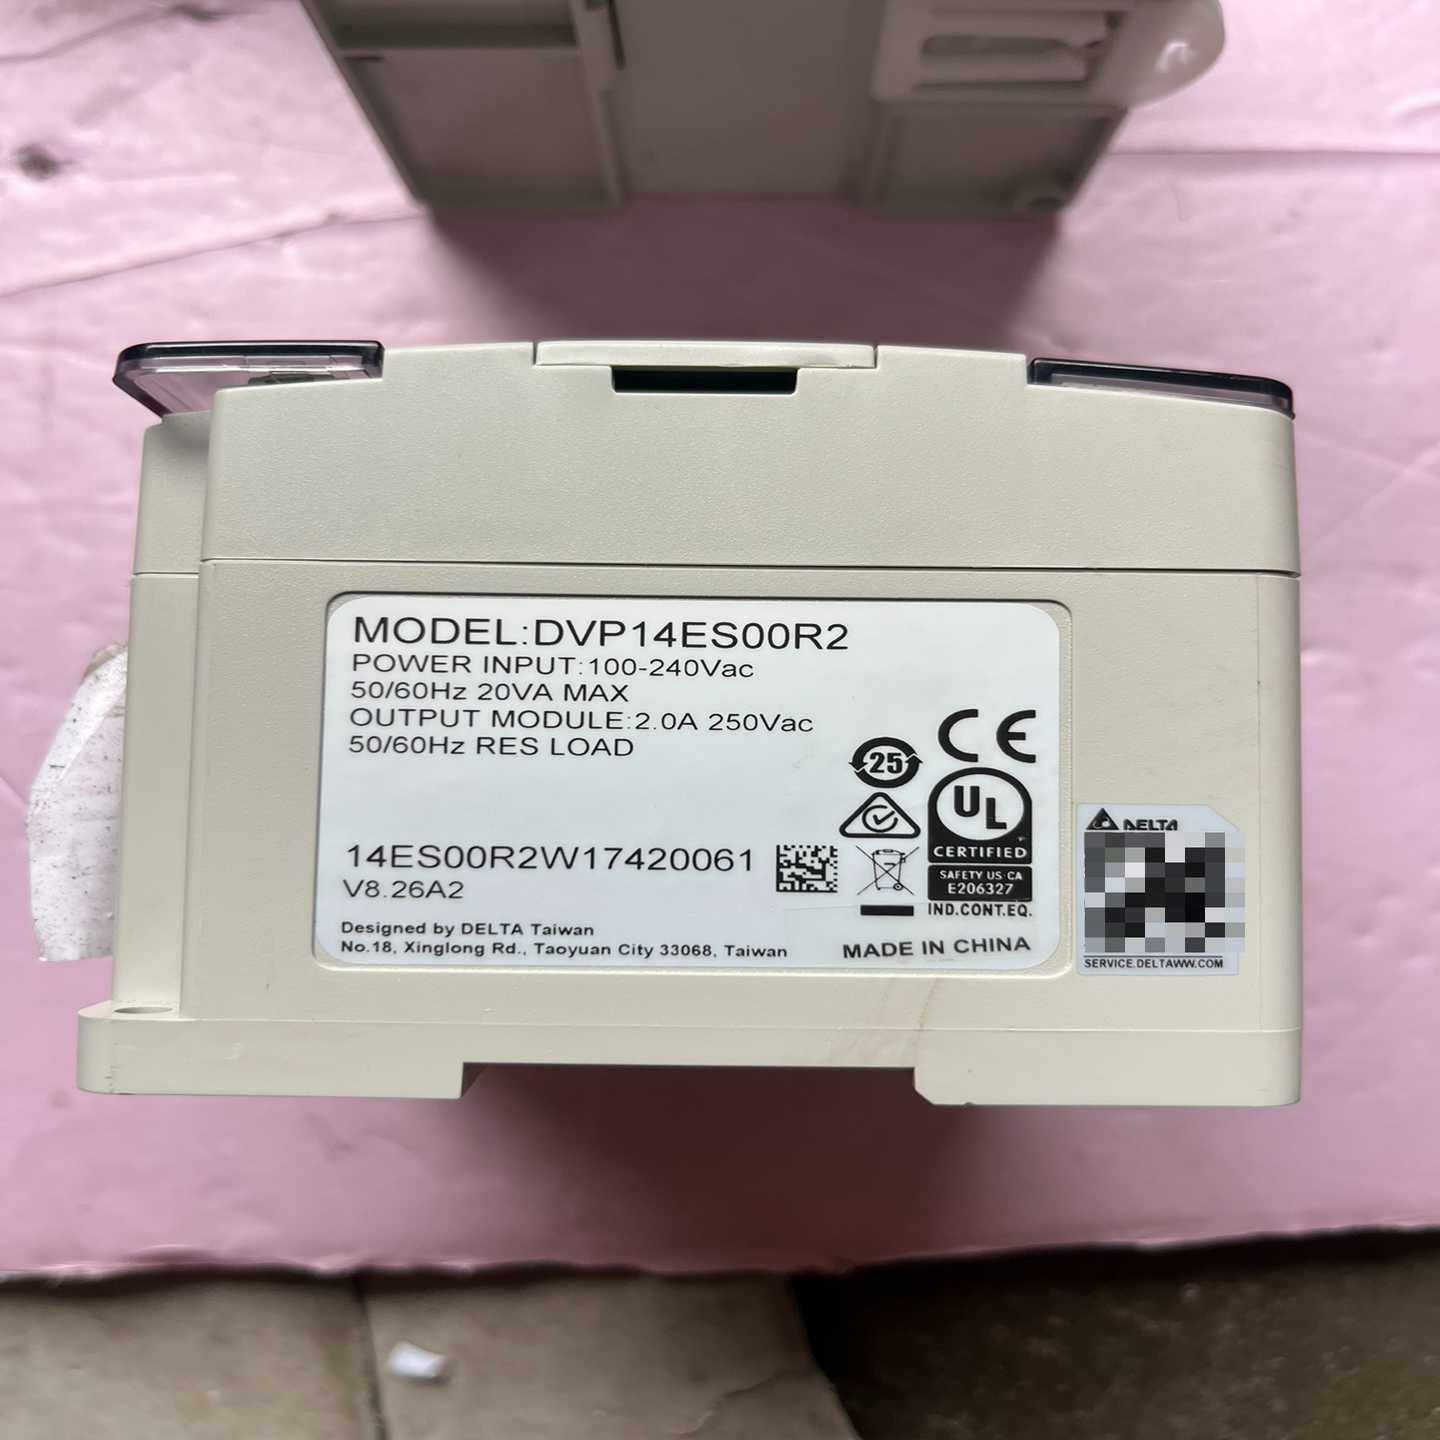 MODEL:DVP14ES00R2
POWER INPUT:100-240Vac
50/60Hz 20VA MAX
OUTPUT MODULE:2.0A 250Vac
50/60Hz RES LOAD
14ES00R2W17420061
V8.26A2
Designed by DELTA Taiwan
No.18, Xinglong Rd., Taoyuan City 33068, Taiwan
25
CE
UL
CERTIFIED
SAFETY US CA
E206327
IND.CONT.EQ.
MADE IN CHINA
DELTA
SERVICE.DELTAWW.COM